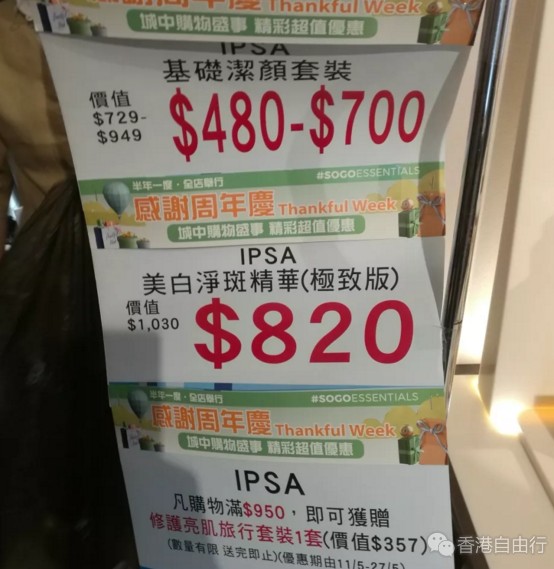 感謝周年慶 Thankful Week
城中購物盛事 精彩超值優惠
IPSA
基礎潔顏套裝
價值
$729-
$949
$480-$700
半年一度・全店舉行 #SOGOESSENTIALS
感謝周年慶 Thankful Week
城中購物盛事 精彩超值優惠
IPSA
美白淨斑精華(極致版)
價值
$1,030
$820
半年一度・全店舉行 #SOGOESSENTIALS
感謝周年慶 Thankful Week
城中購物盛事 精彩超值優惠
IPSA
凡購物滿$950，即可獲贈
修護亮肌旅行套裝1套(價值$357)
(數量有限 送完即止)(優惠期由11/5-27/5)
香港自由行